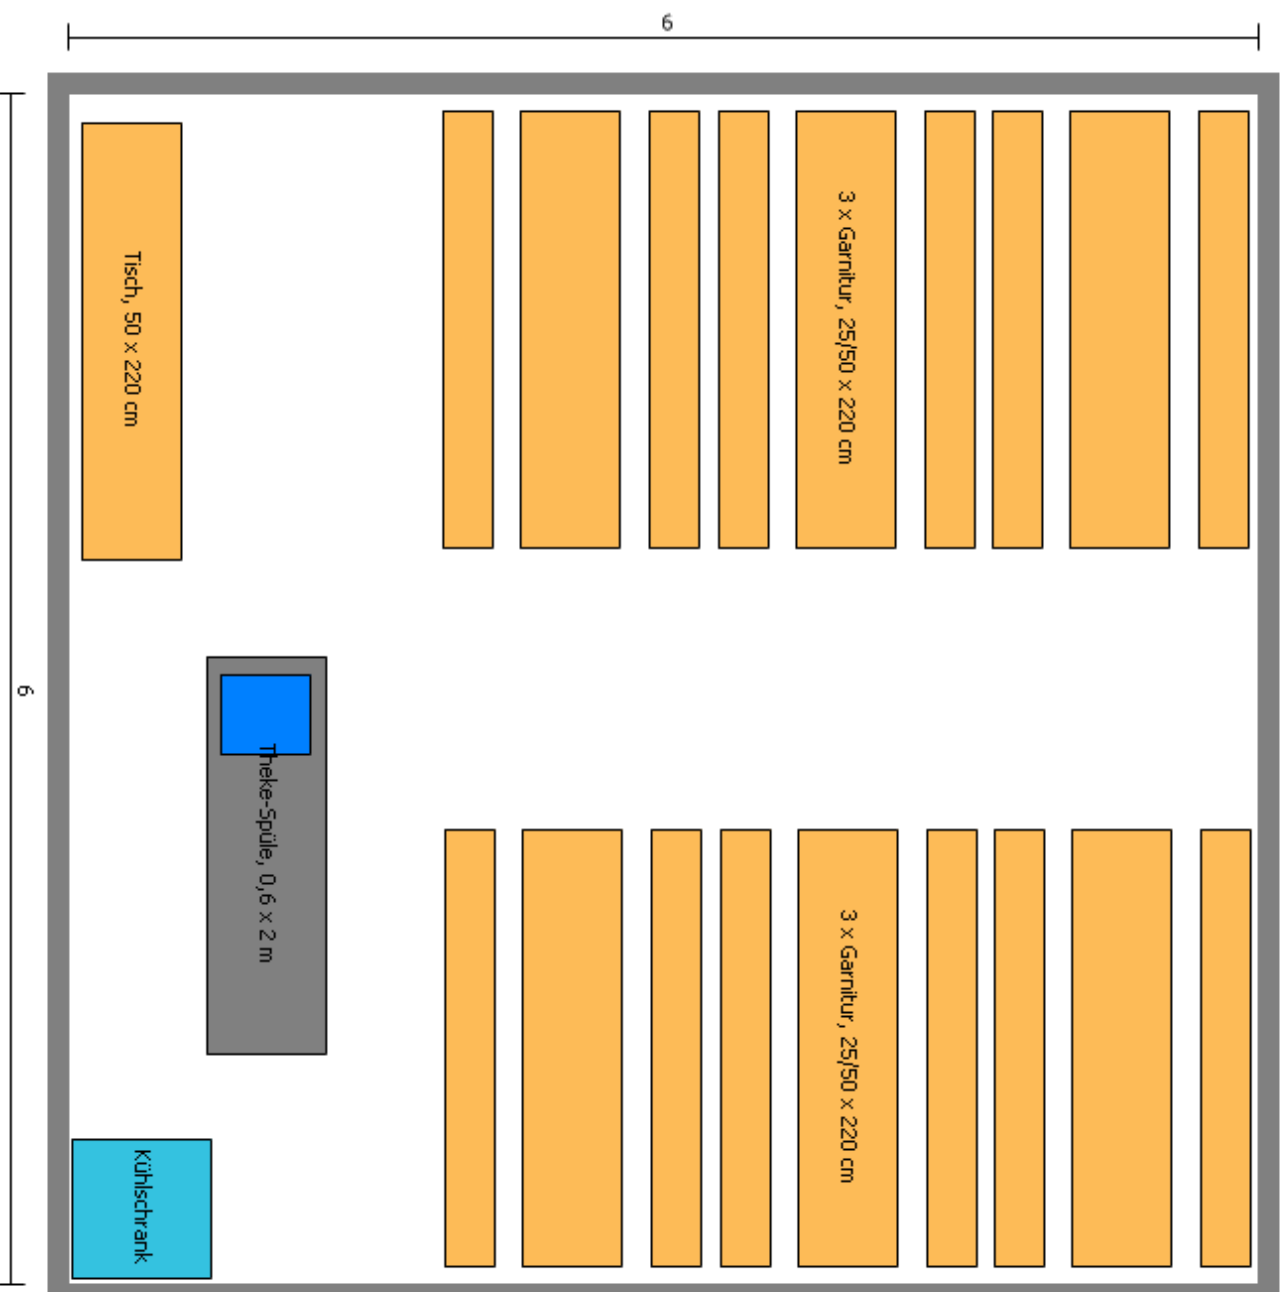 6
3 x Garnitur, 25/50 x 220 cm
Tisch, 50 x 220 cm
6
Theke-Spüle, 0,6 x 2 m
3 x Garnitur, 25/50 x 220 cm
Kühlschrank